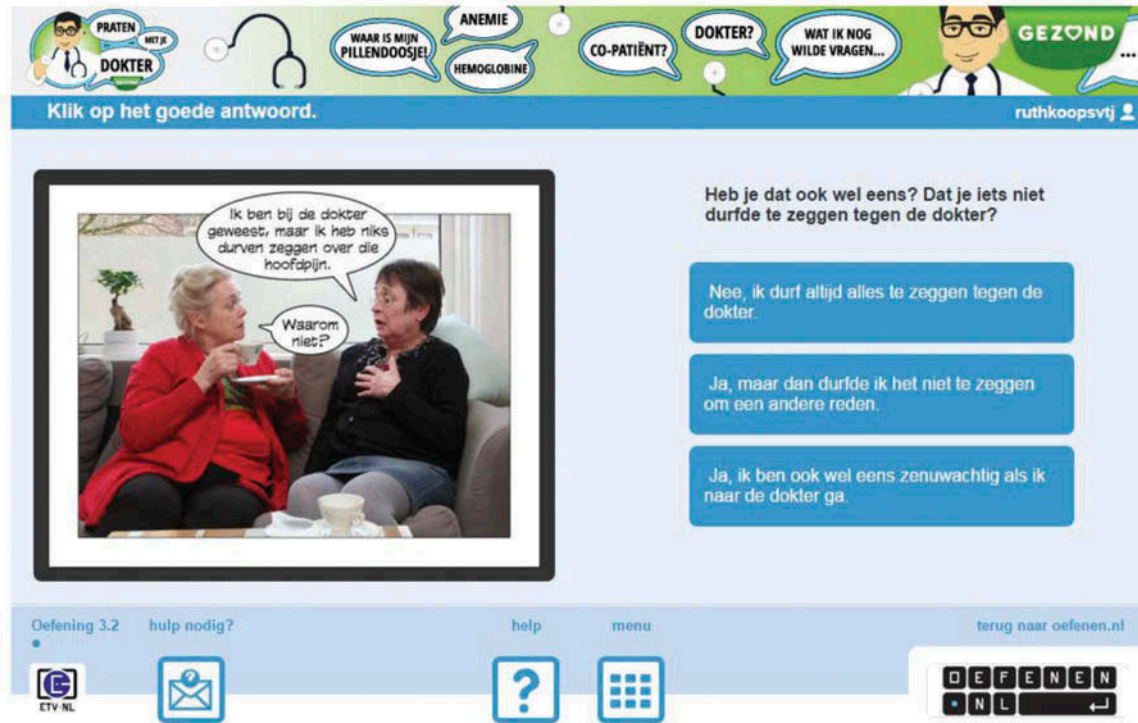 PRATEN
MET JE
DOKTER
GEZOND
WAAR IS MIJN
PILLENDOOSJE!
ANEMIE
HEMOGLOBINE
CO-PATIËNT?
DOKTER?
WAT IK NOG
WILDE VRAGEN...
GEZOND
...
Klik op het goede antwoord.
ruthkoopsvtj
Ik ben bij de dokter
geweest, maar ik heb niks
durven zeggen over die
hoofdpijn.
Waarom
niet?
Heb je dat ook wel eens? Dat je iets niet
durfde te zeggen tegen de dokter?
Nee, ik durf altijd alles te zeggen tegen de
dokter.
Ja, maar dan durfde ik het niet te zeggen
om een andere reden.
Ja, ik ben ook wel eens zenuwachtig als ik
naar de dokter ga.
Oefening 3.2
hulp nodig?
help
menu
terug naar oefenen.nl
?
?
ETV·NL
OEFENEN
•NL